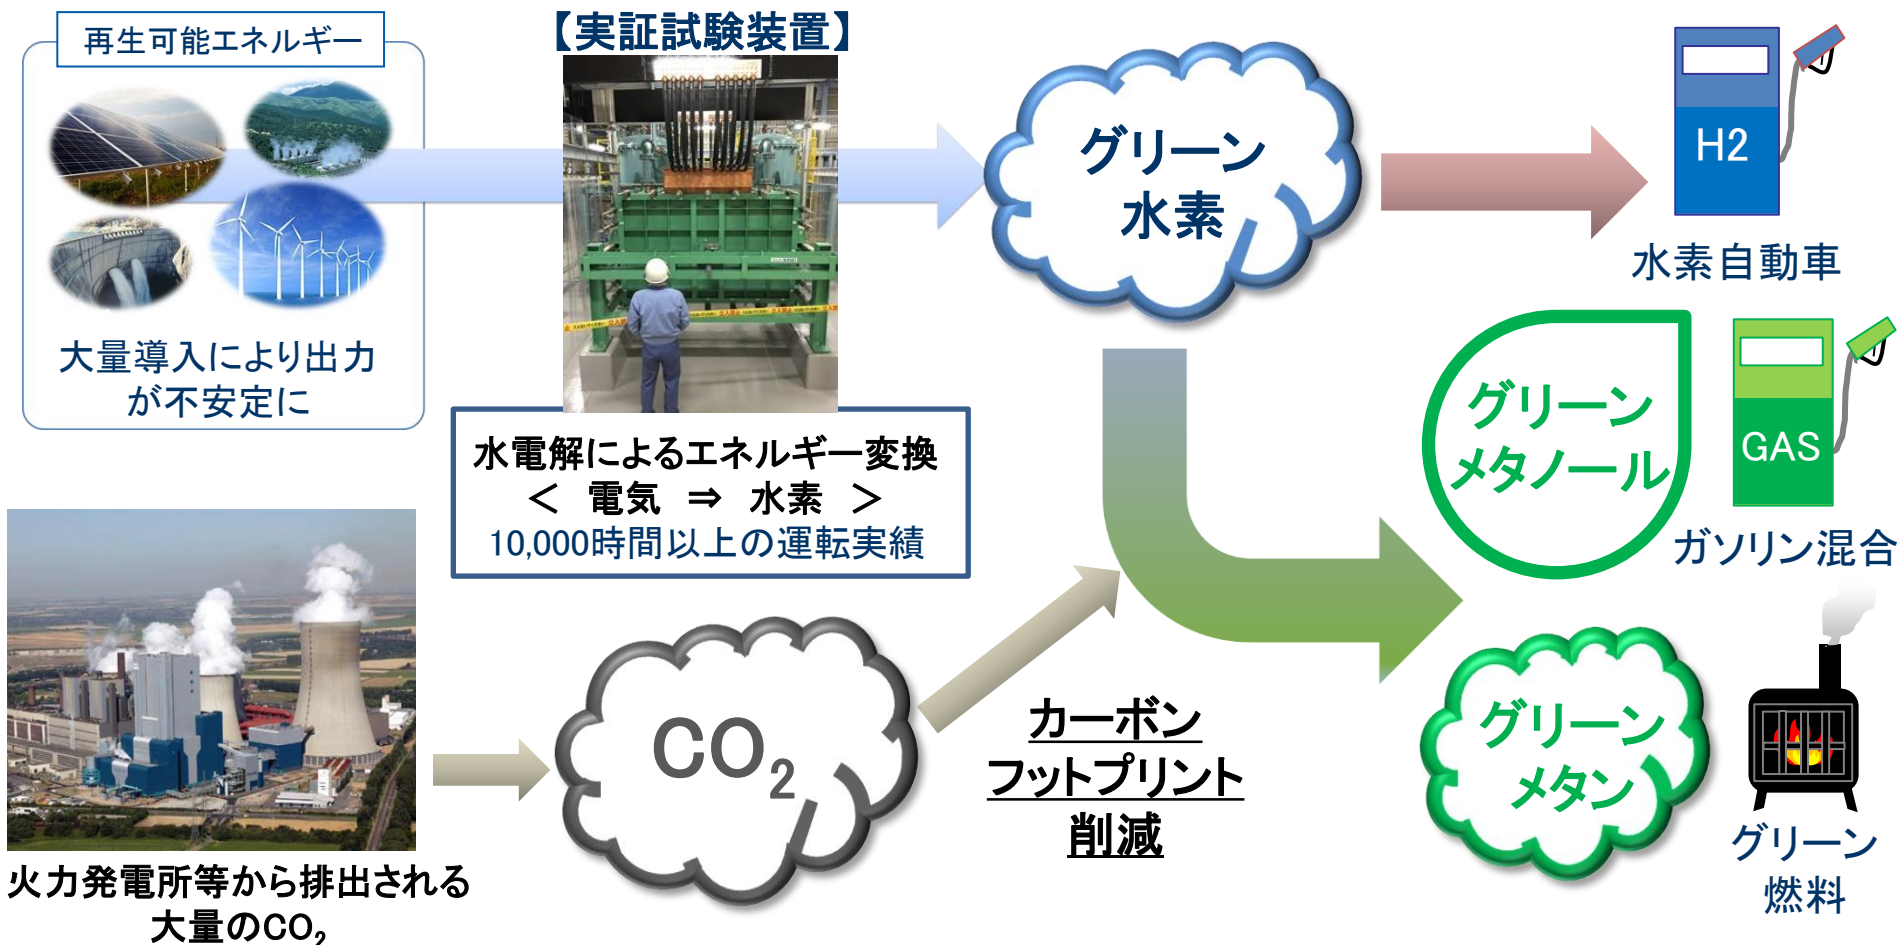 再生可能エネルギー
大量導入により出力
が不安定に
【実証試験装置】
水電解によるエネルギー変換
＜ 電気 ⇒ 水素 ＞
10,000時間以上の運転実績
グリーン
水素
H2
水素自動車
グリーン
メタノール
GAS
ガソリン混合
火力発電所等から排出される
大量のCO₂
CO₂
カーボン
フットプリント
削減
グリーン
メタン
グリーン
燃料